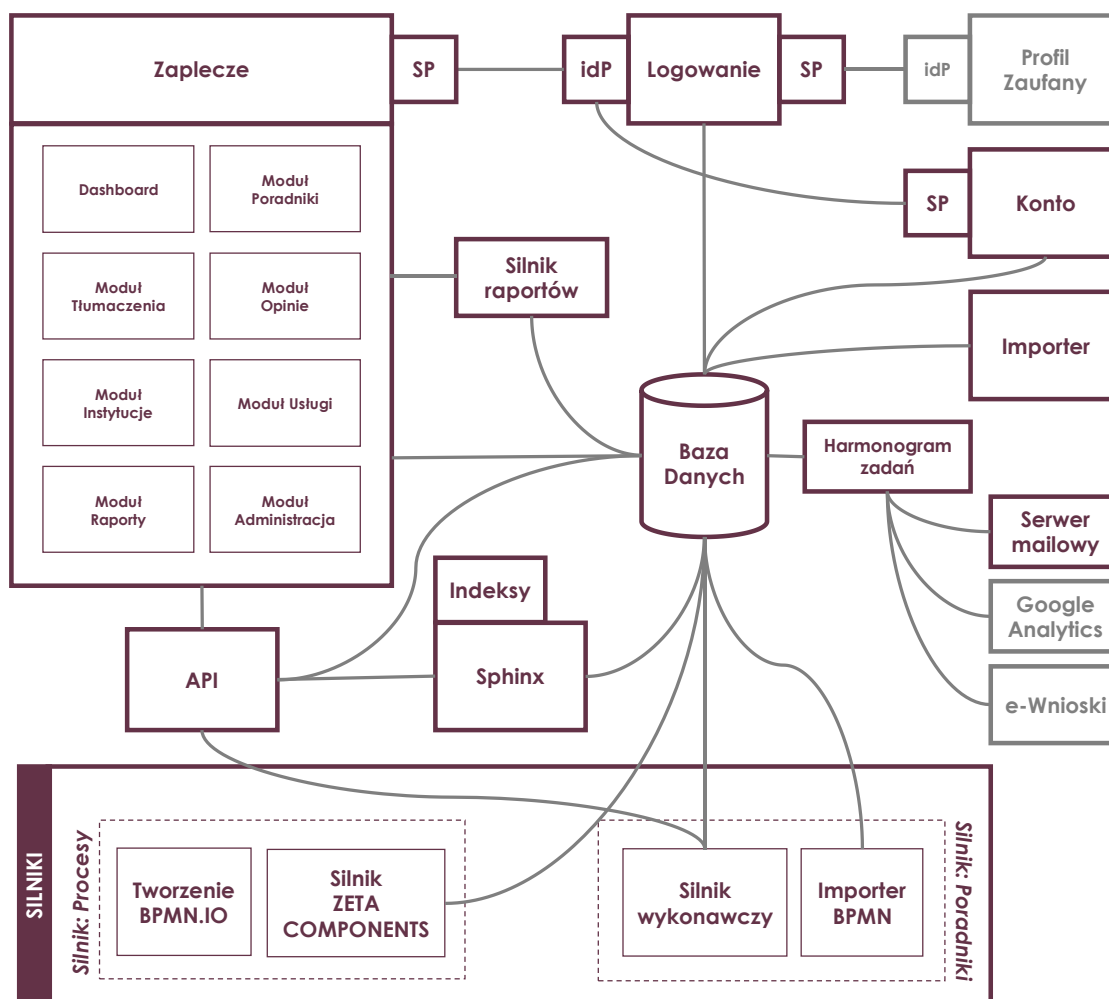 Zaplecze
SP
idP
Logowanie
SP
idP
Profil
Zaufany
Dashboard
Moduł
Poradniki
SP
Konto
Moduł
Tłumaczenia
Moduł
Opinie
Silnik
raportów
Importer
Moduł
Instytucje
Moduł Usługi
Baza
Danych
Harmonogram
zadań
Moduł
Raporty
Moduł
Administracja
Serwer
mailowy
Indeksy
Google
Analytics
API
Sphinx
e-Wnioski
SILNIKI
Silnik: Procesy
Tworzenie
BPMN.IO
Silnik
ZETA
COMPONENTS
Silnik
wykonawczy
Importer
BPMN
Silnik: Poradniki